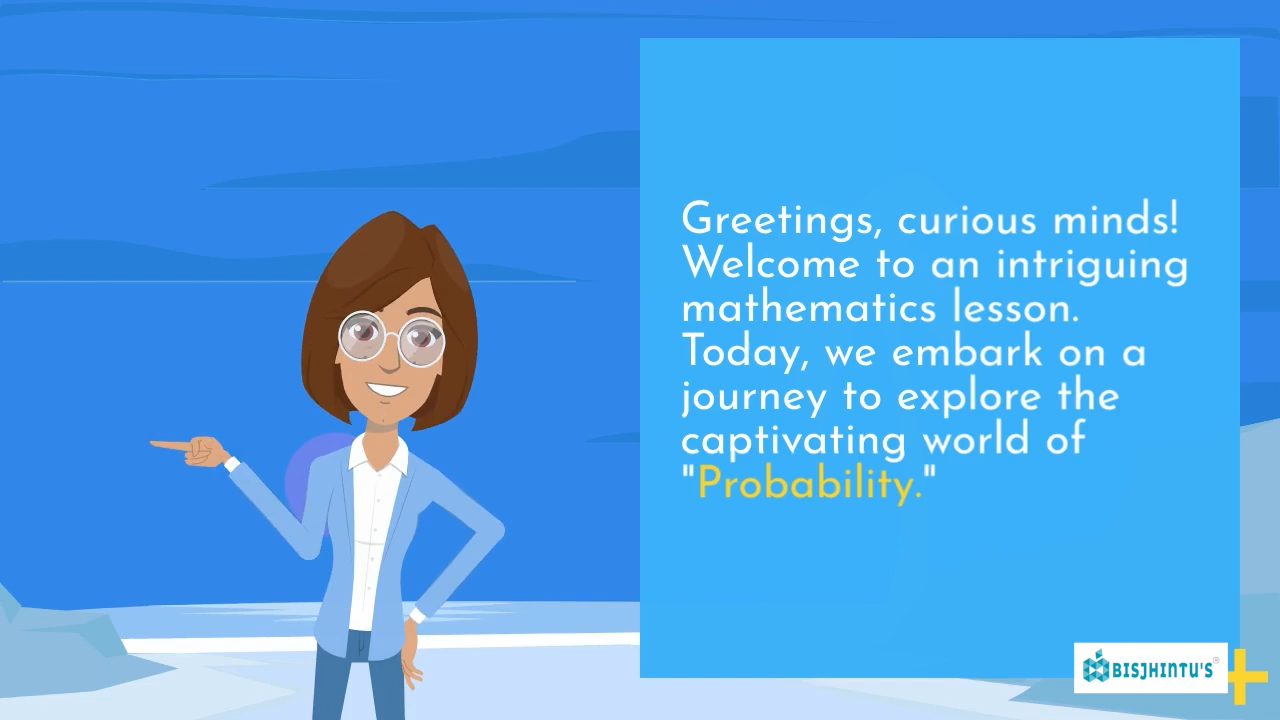 Greetings, curious minds!
Welcome to an intriguing
mathematics lesson.
Today, we embark on a
journey to explore the
captivating world of
"Probability."
BISJHINTU'S®